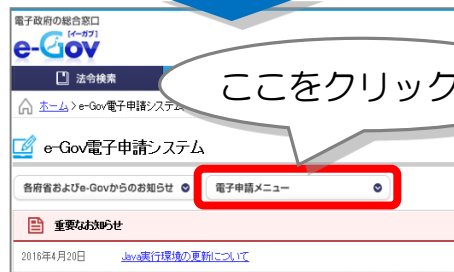 電子政府の総合窓口
[イーガブ]
e-Gov
法令検索
ここをクリック
ホーム > e-Gov電子申請システム
e-Gov電子申請システム
各府省およびe-Govからのお知らせ
電子申請メニュー
重要なお知らせ
2016年4月20日 Java実行環境の更新について